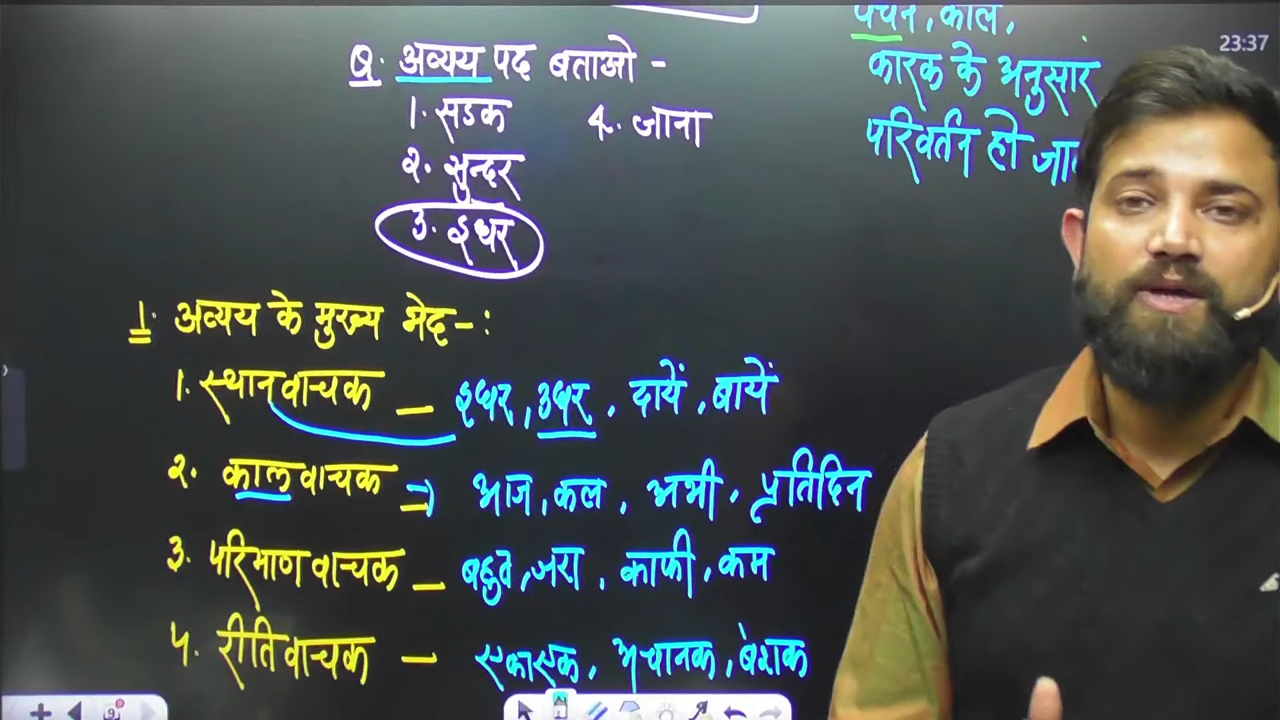 वचन, काल,
23:37
कारक के अनुसार
परिवर्तन हो
Q. अव्यय पद बताओ -
1. सडक 4. जाना
2. सुन्दर
3. इधर
1. अव्यय के मुख्य भेद -:
1. स्थानवाचक - इधर, उधर, दायें, बायें
2. कालवाचक => आज, कल, अभी, प्रतिदिन
3. परिमाणवाचक - बहुत, जरा, काफी, कम
4. रीतिवाचक - एकाएक, अचानक, बेशक